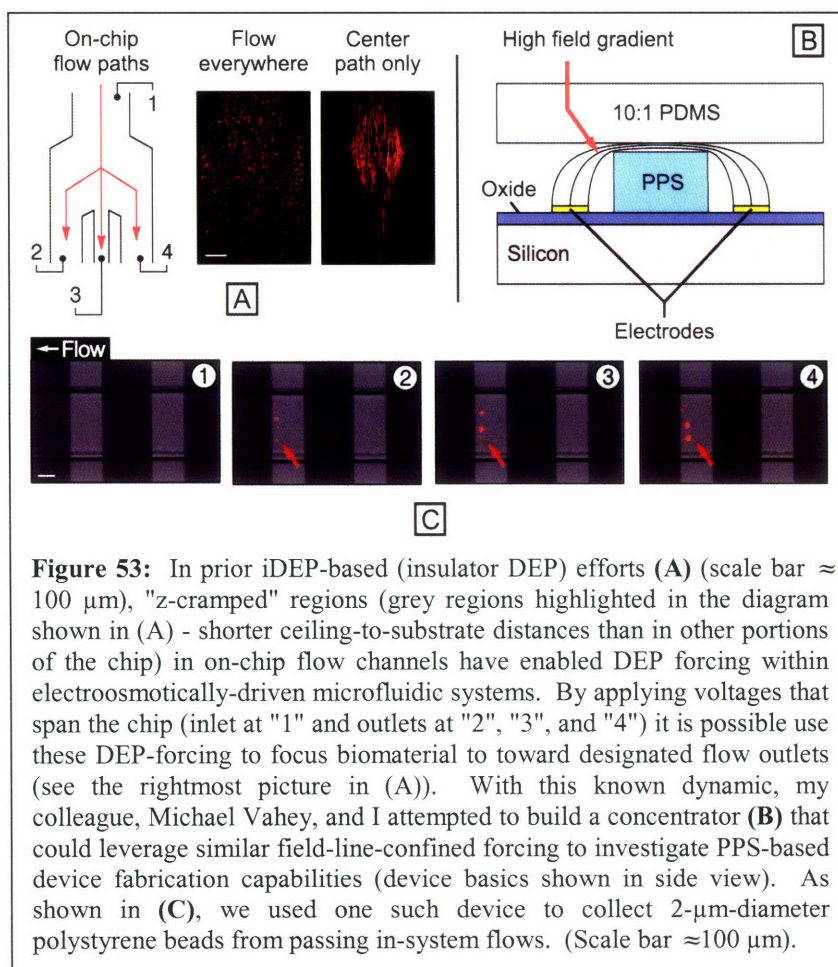 On-chip
flow paths
Flow
everywhere
Center
path only
High field gradient
B
1
10:1 PDMS
PPS
Oxide
2
4
Silicon
3
A
Electrodes
←Flow
1
2
3
4
C
Figure 53: In prior iDEP-based (insulator DEP) efforts (A) (scale bar ≈
100 µm), "z-cramped" regions (grey regions highlighted in the diagram
shown in (A) - shorter ceiling-to-substrate distances than in other portions
of the chip) in on-chip flow channels have enabled DEP forcing within
electroosmotically-driven microfluidic systems. By applying voltages that
span the chip (inlet at "1" and outlets at "2", "3", and "4") it is possible use
these DEP-forcing to focus biomaterial to toward designated flow outlets
(see the rightmost picture in (A)). With this known dynamic, my
colleague, Michael Vahey, and I attempted to build a concentrator (B) that
could leverage similar field-line-confined forcing to investigate PPS-based
device fabrication capabilities (device basics shown in side view). As
shown in (C), we used one such device to collect 2-µm-diameter
polystyrene beads from passing in-system flows. (Scale bar ≈100 µm).